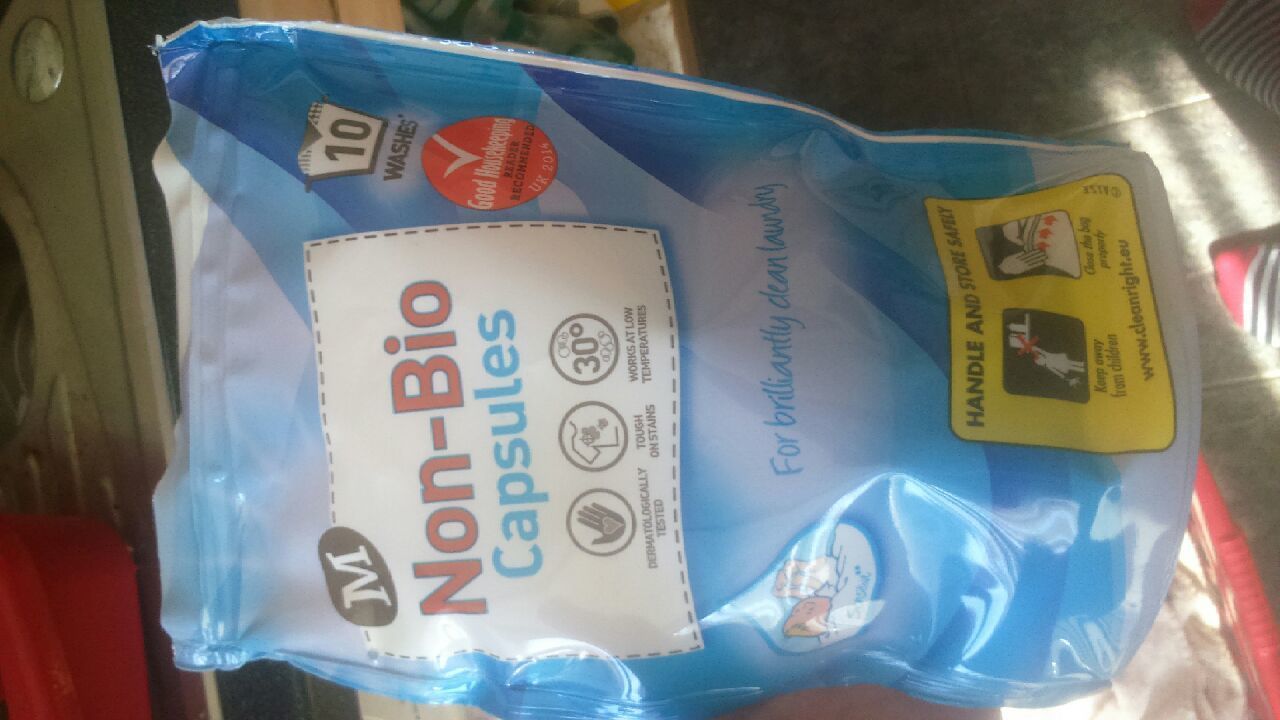 10
WASHES*
Good Housekeeping
READER
RECOMMENDED
UK 2014
M
Non-Bio
Capsules
DERMATOLOGICALLY
TESTED
TOUGH
ON STAINS
30°
WORKS AT LOW
TEMPERATURES
For brilliantly clean laundry
HANDLE AND STORE SAFELY
Keep away
from children
Close the bag
properly
© AISE
www.cleanright.eu